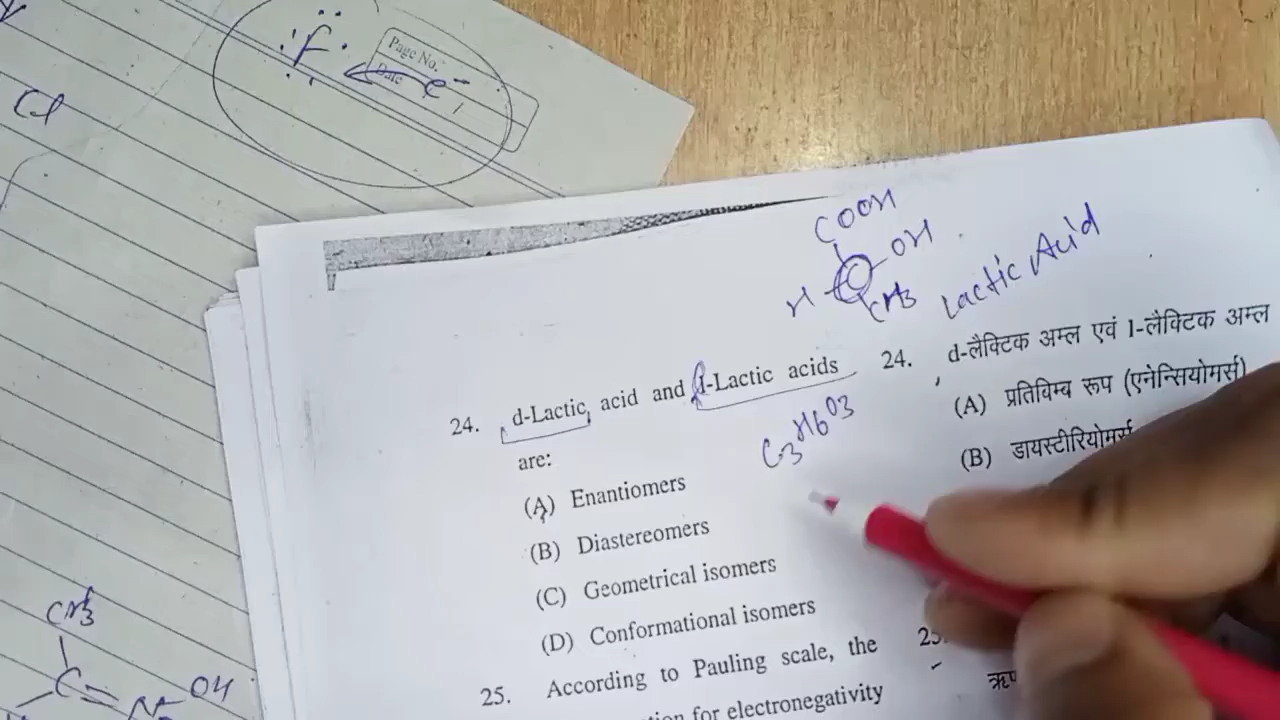 :F:
Page No.
Date
e⁻
Cl
COOH
C
OH
H
CH3
Lactic Acid
24. d-Lactic acid and l-Lactic acids
are:
C3H6O3
(A) Enantiomers
(B) Diastereomers
(C) Geometrical isomers
(D) Conformational isomers
25. According to Pauling scale, the
for electronegativity
24. d-लैक्टिक अम्ल एवं l-लैक्टिक अम्ल
(A) प्रतिविम्ब रूप (एनेन्सियोमर्स)
(B) डायस्टीरियोमर्स
25.
CH3
C=N
OH